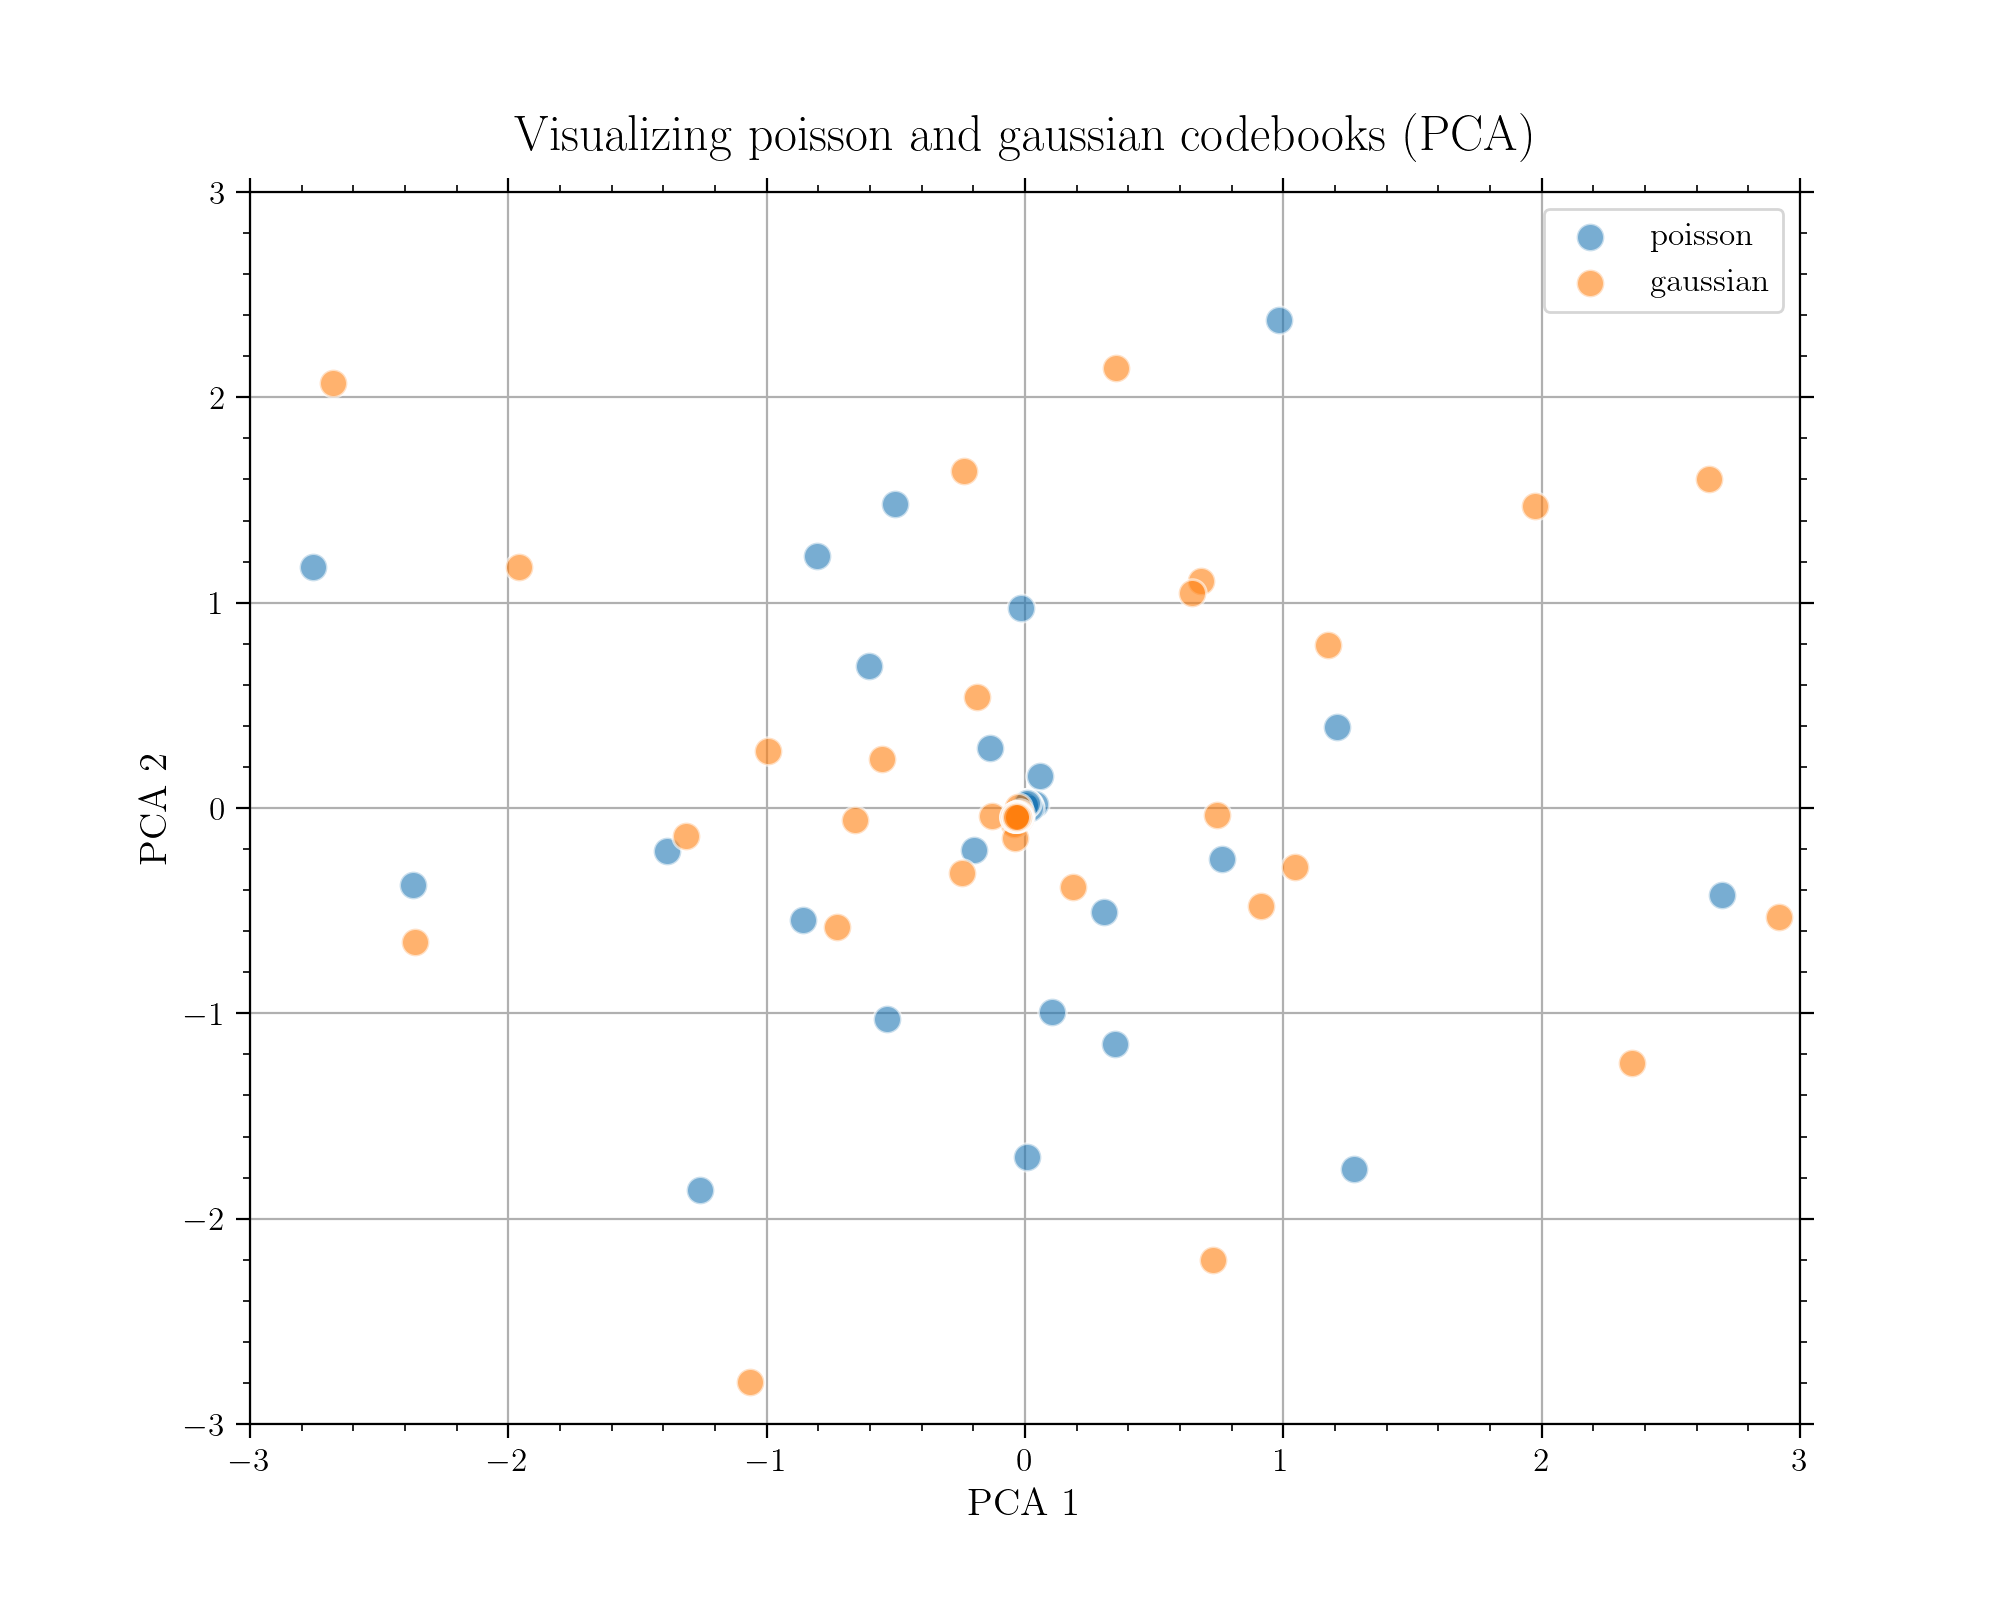 Visualizing poisson and gaussian codebooks (PCA)
3
poisson
gaussian
2
1
PCA 2
0
−1
−2
−3
−3 −2 −1 0 1 2 3
PCA 1